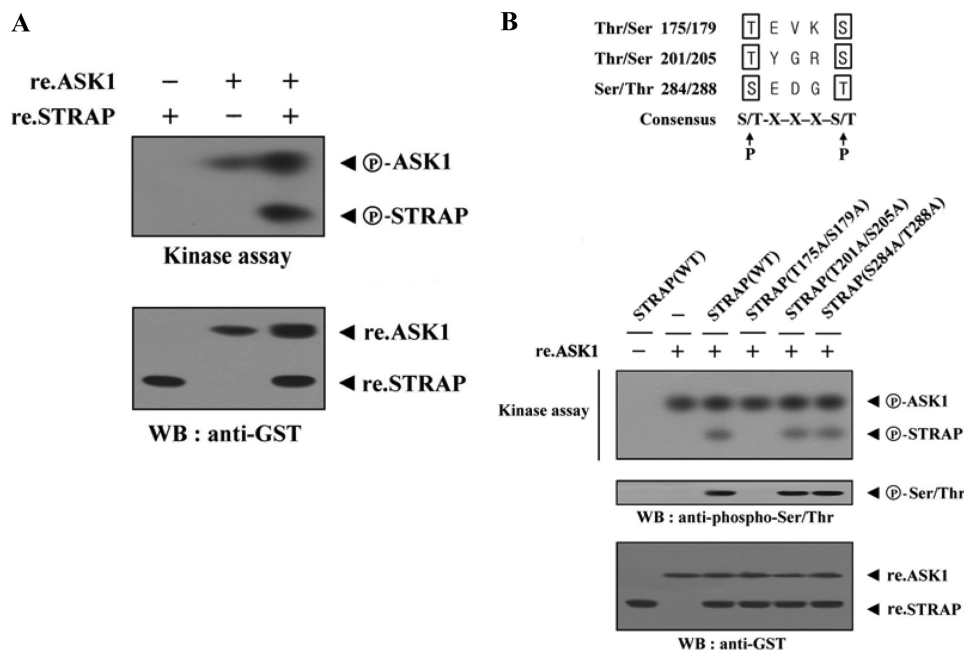 A
re.ASK1 – + +
re.STRAP + – +
Ⓟ-ASK1
Ⓟ-STRAP
Kinase assay
re.ASK1
re.STRAP
WB : anti-GST
B
Thr/Ser 175/179 T E V K S
Thr/Ser 201/205 T Y G R S
Ser/Thr 284/288 S E D G T
Consensus S/T-X-X-X-S/T
P P
STRAP(WT)
–
STRAP(WT)
STRAP(T175A/S179A)
STRAP(T201A/S205A)
STRAP(S284A/T288A)
re.ASK1 – + + + + +
Kinase assay
Ⓟ-ASK1
Ⓟ-STRAP
Ⓟ-Ser/Thr
WB : anti-phospho-Ser/Thr
re.ASK1
re.STRAP
WB : anti-GST